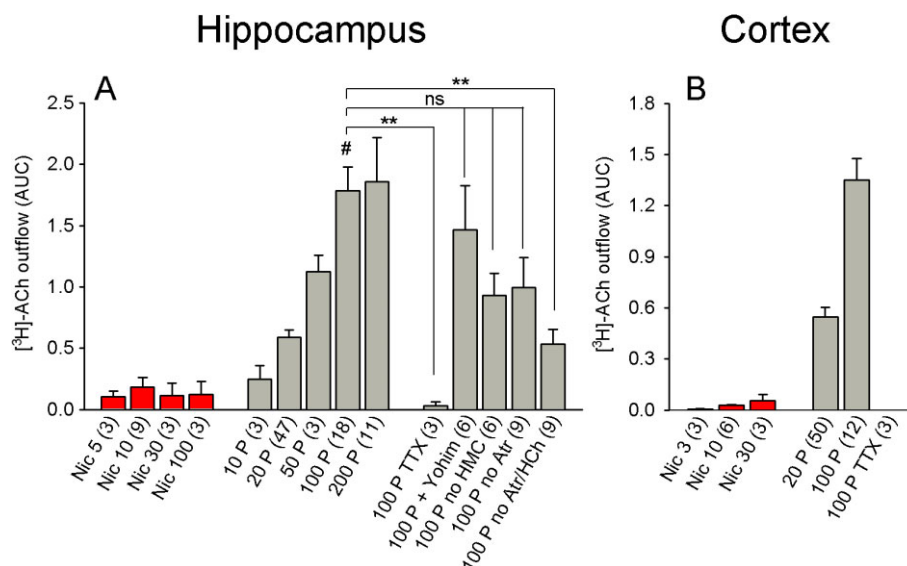 Hippocampus
Cortex
A
B
[³H]-ACh outflow (AUC)
2.5
2.0
1.5
1.0
0.5
0.0
**
ns
**
#
Nic 5 (3)
Nic 10 (9)
Nic 30 (3)
Nic 100 (3)
10 P (3)
20 P (47)
50 P (3)
100 P (18)
200 P (11)
100 P TTX (3)
100 P + Yohim (6)
100 P no HMC (6)
100 P no Atr (9)
100 P no Atr/HCh (9)
[³H]-ACh outflow (AUC)
1.8
1.5
1.2
0.9
0.6
0.3
0.0
Nic 3 (3)
Nic 10 (6)
Nic 30 (3)
20 P (50)
100 P (12)
100 P TTX (3)